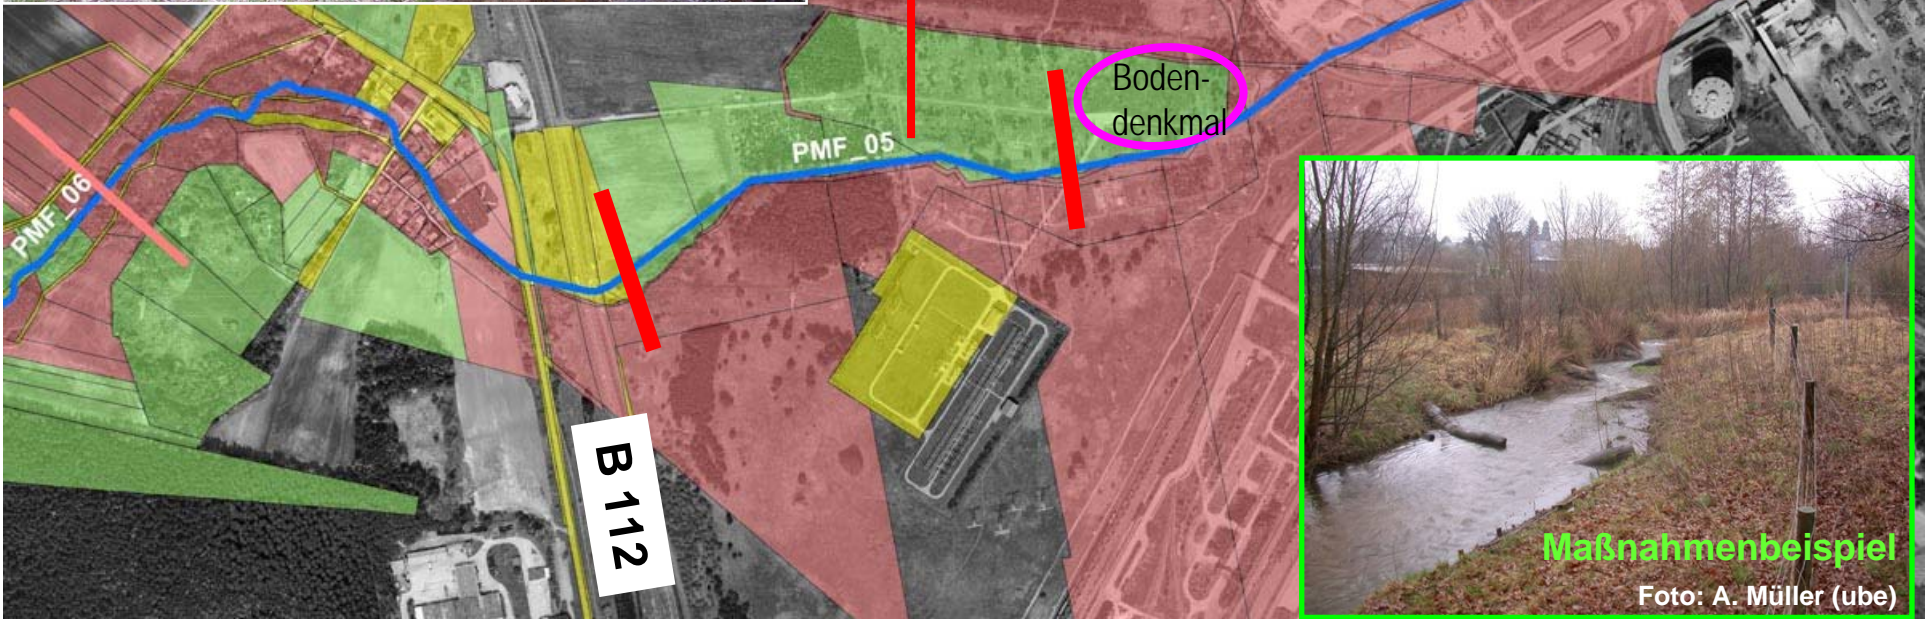 Boden-
denkmal
PMF_05
PMF_06
B 112
Maßnahmenbeispiel
Foto: A. Müller (ube)